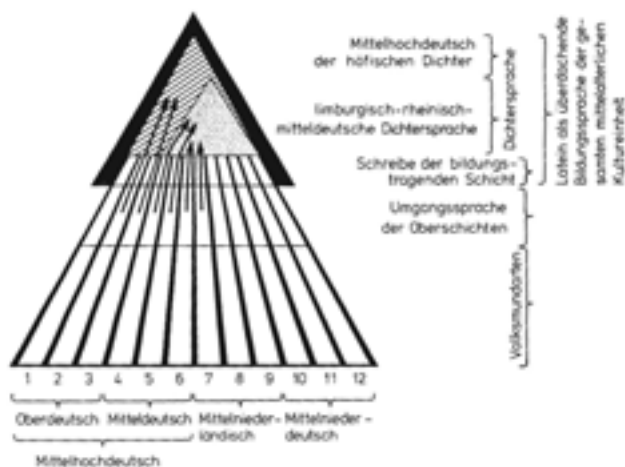 Mittelhochdeutsch
der höfischen Dichter
limburgisch-rheinisch-
mitteldeutsche Dichtersprache
Schreibe der bildungs-
tragenden Schicht
Umgangssprache
der Oberschichten
Dichtersprache
Volksmundarten
Latein als überdachende
Bildungssprache der ge-
samten mittelalterlichen
Kultureinheit
1 2 3 4 5 6 7 8 9 10 11 12
Oberdeutsch Mitteldeutsch Mittelnieder- Mittelnieder-
ländisch deutsch
Mittelhochdeutsch